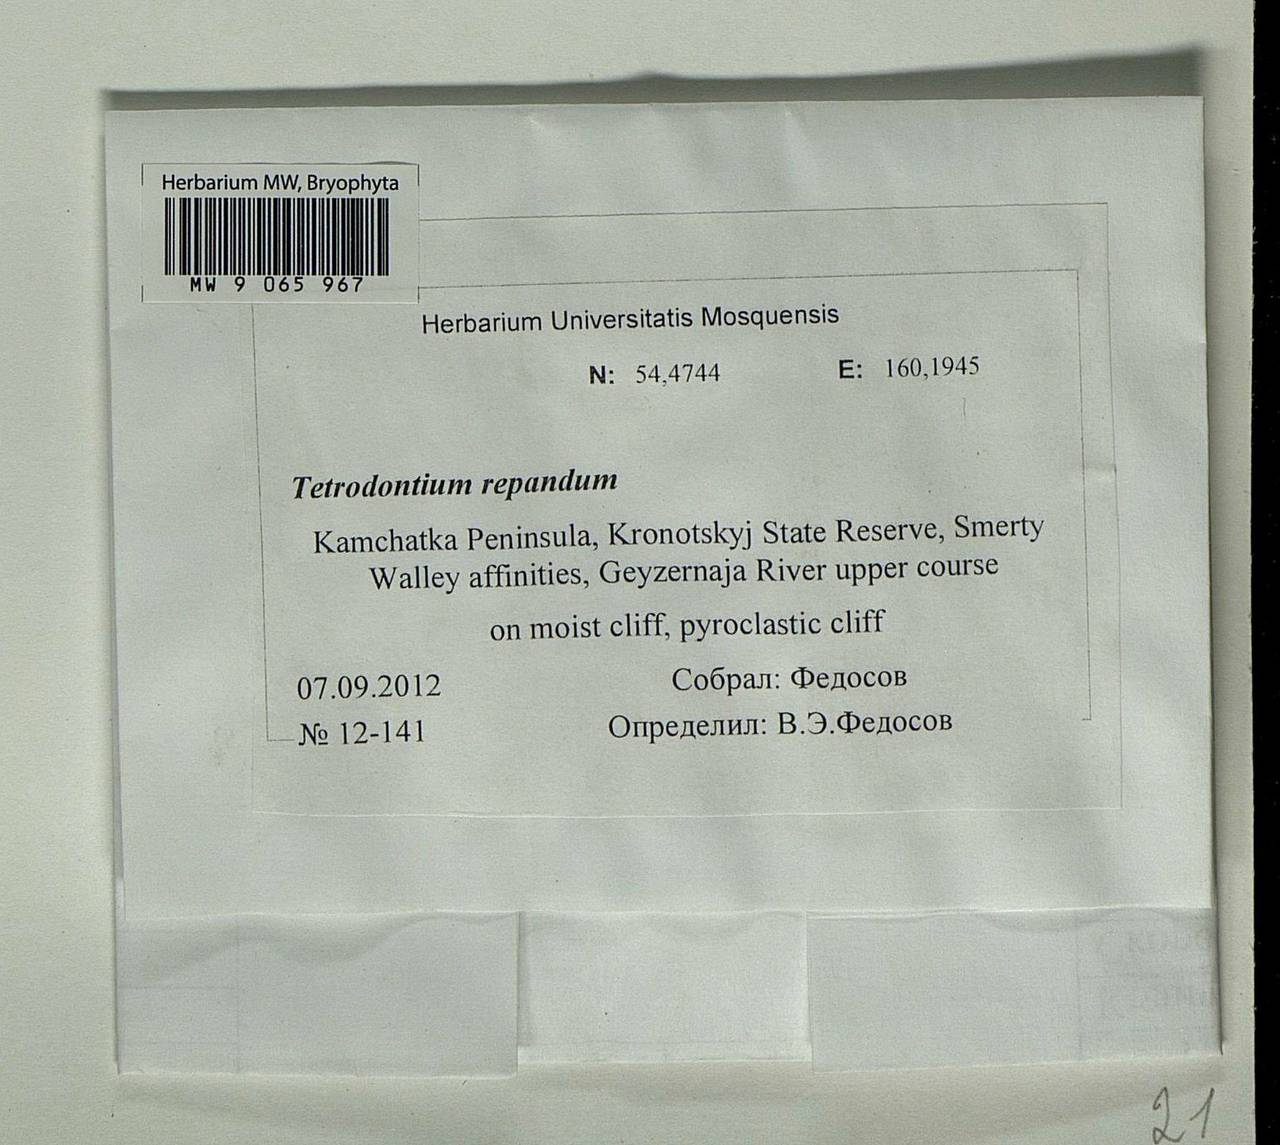 Herbarium MW, Bryophyta
MW 9 065 967
Herbarium Universitatis Mosquensis
N: 54,4744 E: 160,1945
Tetrodontium repandum
Kamchatka Peninsula, Kronotskyj State Reserve, Smerty
Walley affinities, Geyzernaja River upper course
on moist cliff, pyroclastic cliff
07.09.2012 Собрал: Федосов
№ 12-141 Определил: В.Э.Федосов
21